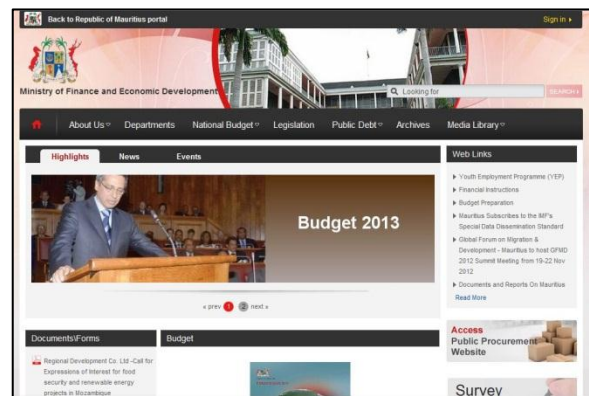 Back to Republic of Mauritius portal
Sign in
Ministry of Finance and Economic Development
Looking for
SEARCH
About Us
Departments
National Budget
Legislation
Public Debt
Archives
Media Library
Highlights
News
Events
Budget 2013
« prev 1 2 next »
Web Links
Youth Employment Programme (YEP)
Financial Instructions
Budget Preparation
Mauritius Subscribes to the IMF's
Special Data Dissemination Standard
Global Forum on Migration &
Development - Mauritius to host GFMD
2012 Summit Meeting from 19-22 Nov
2012
Documents and Reports On Mauritius
Read More
Documents\Forms
Regional Development Co. Ltd -Call for
Expressions of Interest for food
security and renewable energy
projects in Mozambique
Budget
Access
Public Procurement
Website
Survey